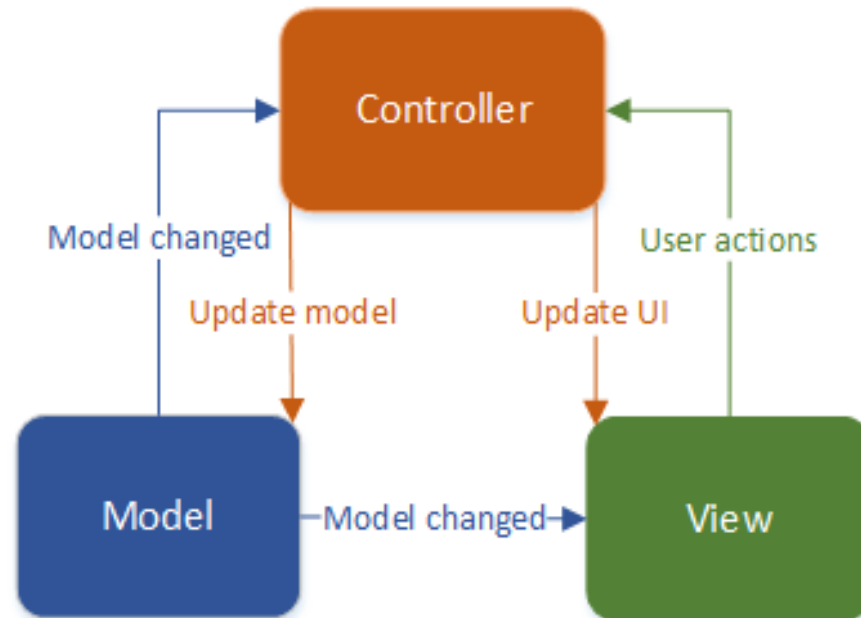 Controller
Model changed
User actions
Update model
Update UI
Model
Model changed
View